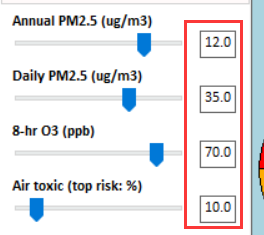 Annual PM2.5 (ug/m3)
12.0
Daily PM2.5 (ug/m3)
35.0
8-hr O3 (ppb)
70.0
Air toxic (top risk: %)
10.0